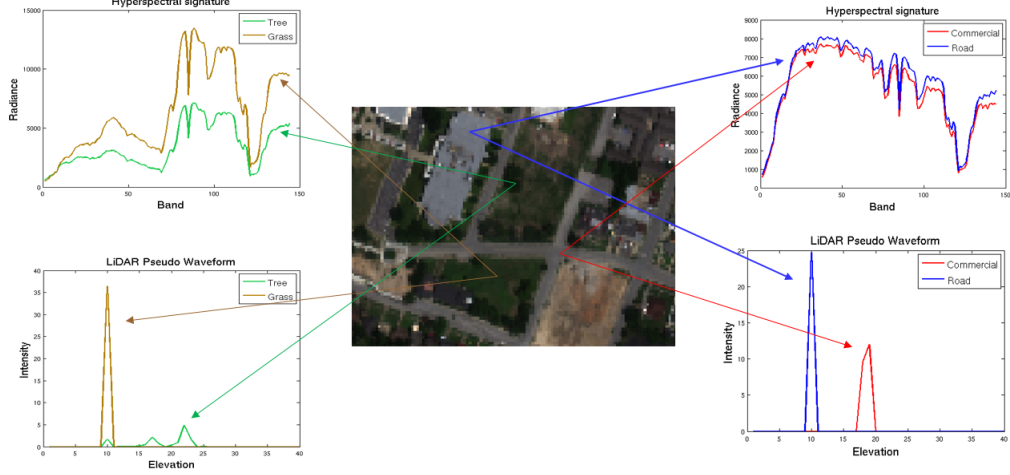 Hyperspectral signature
Tree
Grass
15000
10000
5000
0
Radiance
0
50
100
150
Band
Hyperspectral signature
Commercial
Road
9000
8000
7000
6000
5000
4000
3000
2000
1000
0
Radiance
0
50
100
150
Band
LiDAR Pseudo Waveform
Tree
Grass
40
35
30
25
20
15
10
5
0
Intensity
0
5
10
15
20
25
30
35
40
Elevation
LiDAR Pseudo Waveform
Commercial
Road
25
20
15
10
5
0
Intensity
0
5
10
15
20
25
30
35
40
Elevation